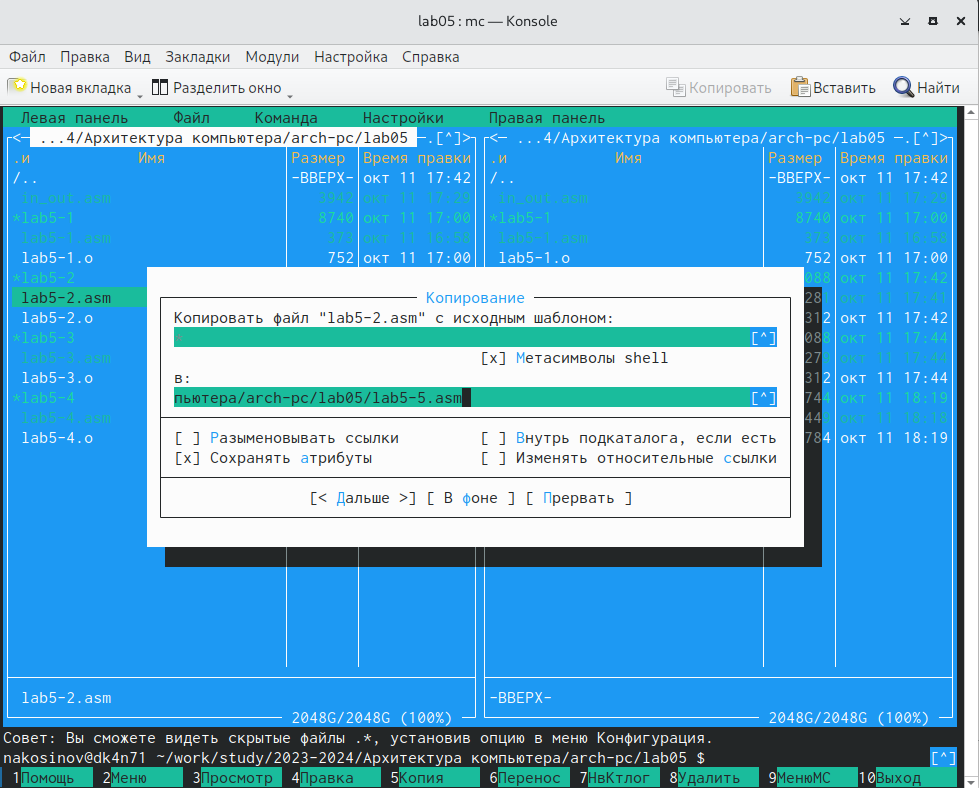 lab05 : mc — Konsole
Файл Правка Вид Закладки Модули Настройка Справка
Новая вкладка Разделить окно Копировать Вставить Найти
Левая панель Файл Команда Настройки Правая панель
<— ...4/Архитектура компьютера/arch-pc/lab05 —.[^]> <— ...4/Архитектура компьютера/arch-pc/lab05 —.[^]>
.и Имя Размер Время правки .и Имя Размер Время правки
/.. -ВВЕРХ- окт 11 17:42 /.. -ВВЕРХ- окт 11 17:42
in_out.asm 3942 окт 11 17:29 in_out.asm 3942 окт 11 17:29
*lab5-1 8740 окт 11 17:00 *lab5-1 8740 окт 11 17:00
lab5-1.asm 373 окт 11 16:58 lab5-1.asm 373 окт 11 16:58
lab5-1.o 752 окт 11 17:00 lab5-1.o 752 окт 11 17:00
*lab5-2 088 окт 11 17:42
lab5-2.asm 281 окт 11 17:41
lab5-2.o 312 окт 11 17:42
*lab5-3 088 окт 11 17:44
lab5-3.asm 279 окт 11 17:44
lab5-3.o 312 окт 11 17:44
*lab5-4 744 окт 11 18:19
lab5-4.asm 449 окт 11 18:18
lab5-4.o 784 окт 11 18:19
Копирование
Копировать файл "lab5-2.asm" с исходным шаблоном:
[^]
[x] Метасимволы shell
в:
пьютера/arch-pc/lab05/lab5-5.asm [^]
[ ] Разыменовывать ссылки [ ] Внутрь подкаталога, если есть
[x] Сохранять атрибуты [ ] Изменять относительные ссылки
[< Дальше >] [ В фоне ] [ Прервать ]
lab5-2.asm -ВВЕРХ-
2048G/2048G (100%) 2048G/2048G (100%)
Совет: Вы сможете видеть скрытые файлы .*, установив опцию в меню Конфигурация.
nakosinov@dk4n71 ~/work/study/2023-2024/Архитектура компьютера/arch-pc/lab05 $ [^]
1Помощь 2Меню 3Просмотр 4Правка 5Копия 6Перенос 7НвКтлог 8Удалить 9МенюМС 10Выход